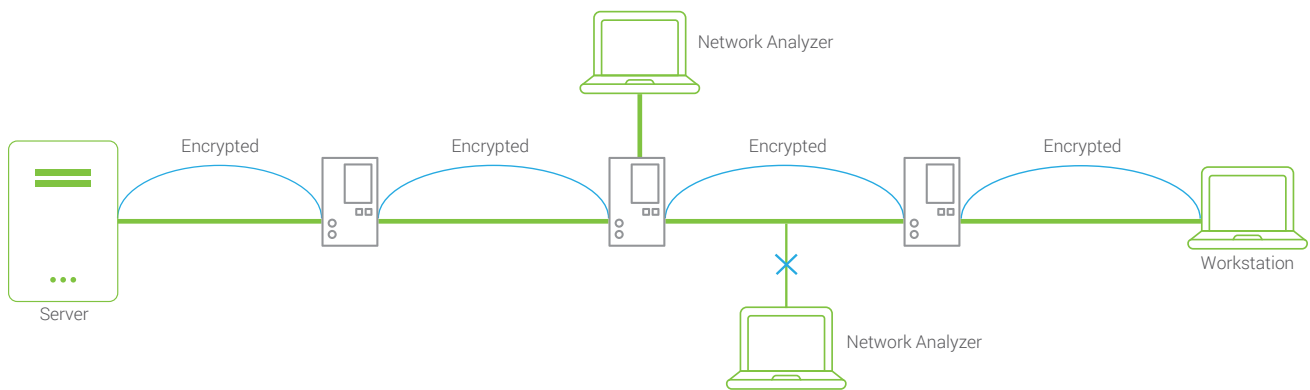 Network Analyzer
Encrypted
Encrypted
Encrypted
Encrypted
Workstation
Server
Network Analyzer